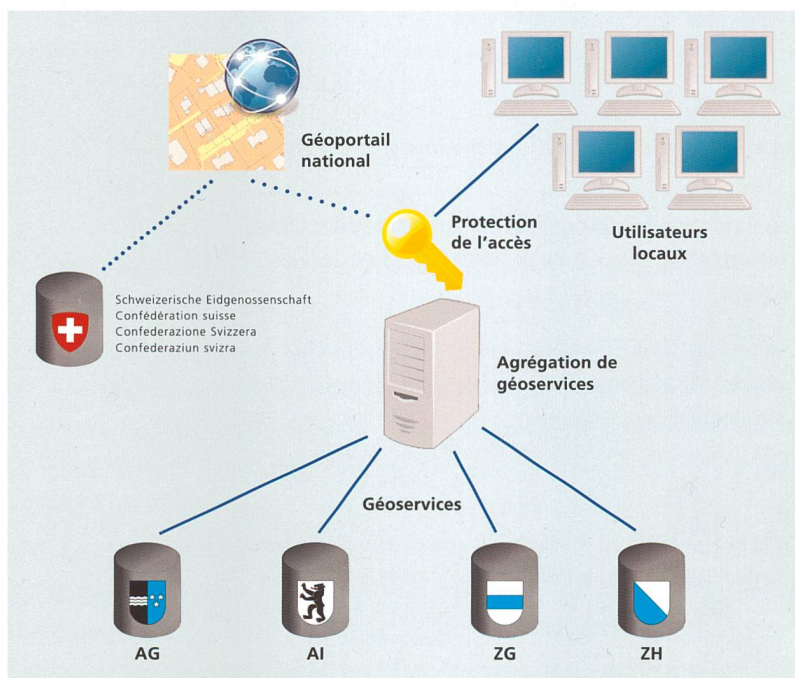 Géoportail
national
Protection
de l'accès
Utilisateurs
locaux
Schweizerische Eidgenossenschaft
Confédération suisse
Confederazione Svizzera
Confederaziun svizra
Agrégation de
géoservices
Géoservices
AG
AI
ZG
ZH